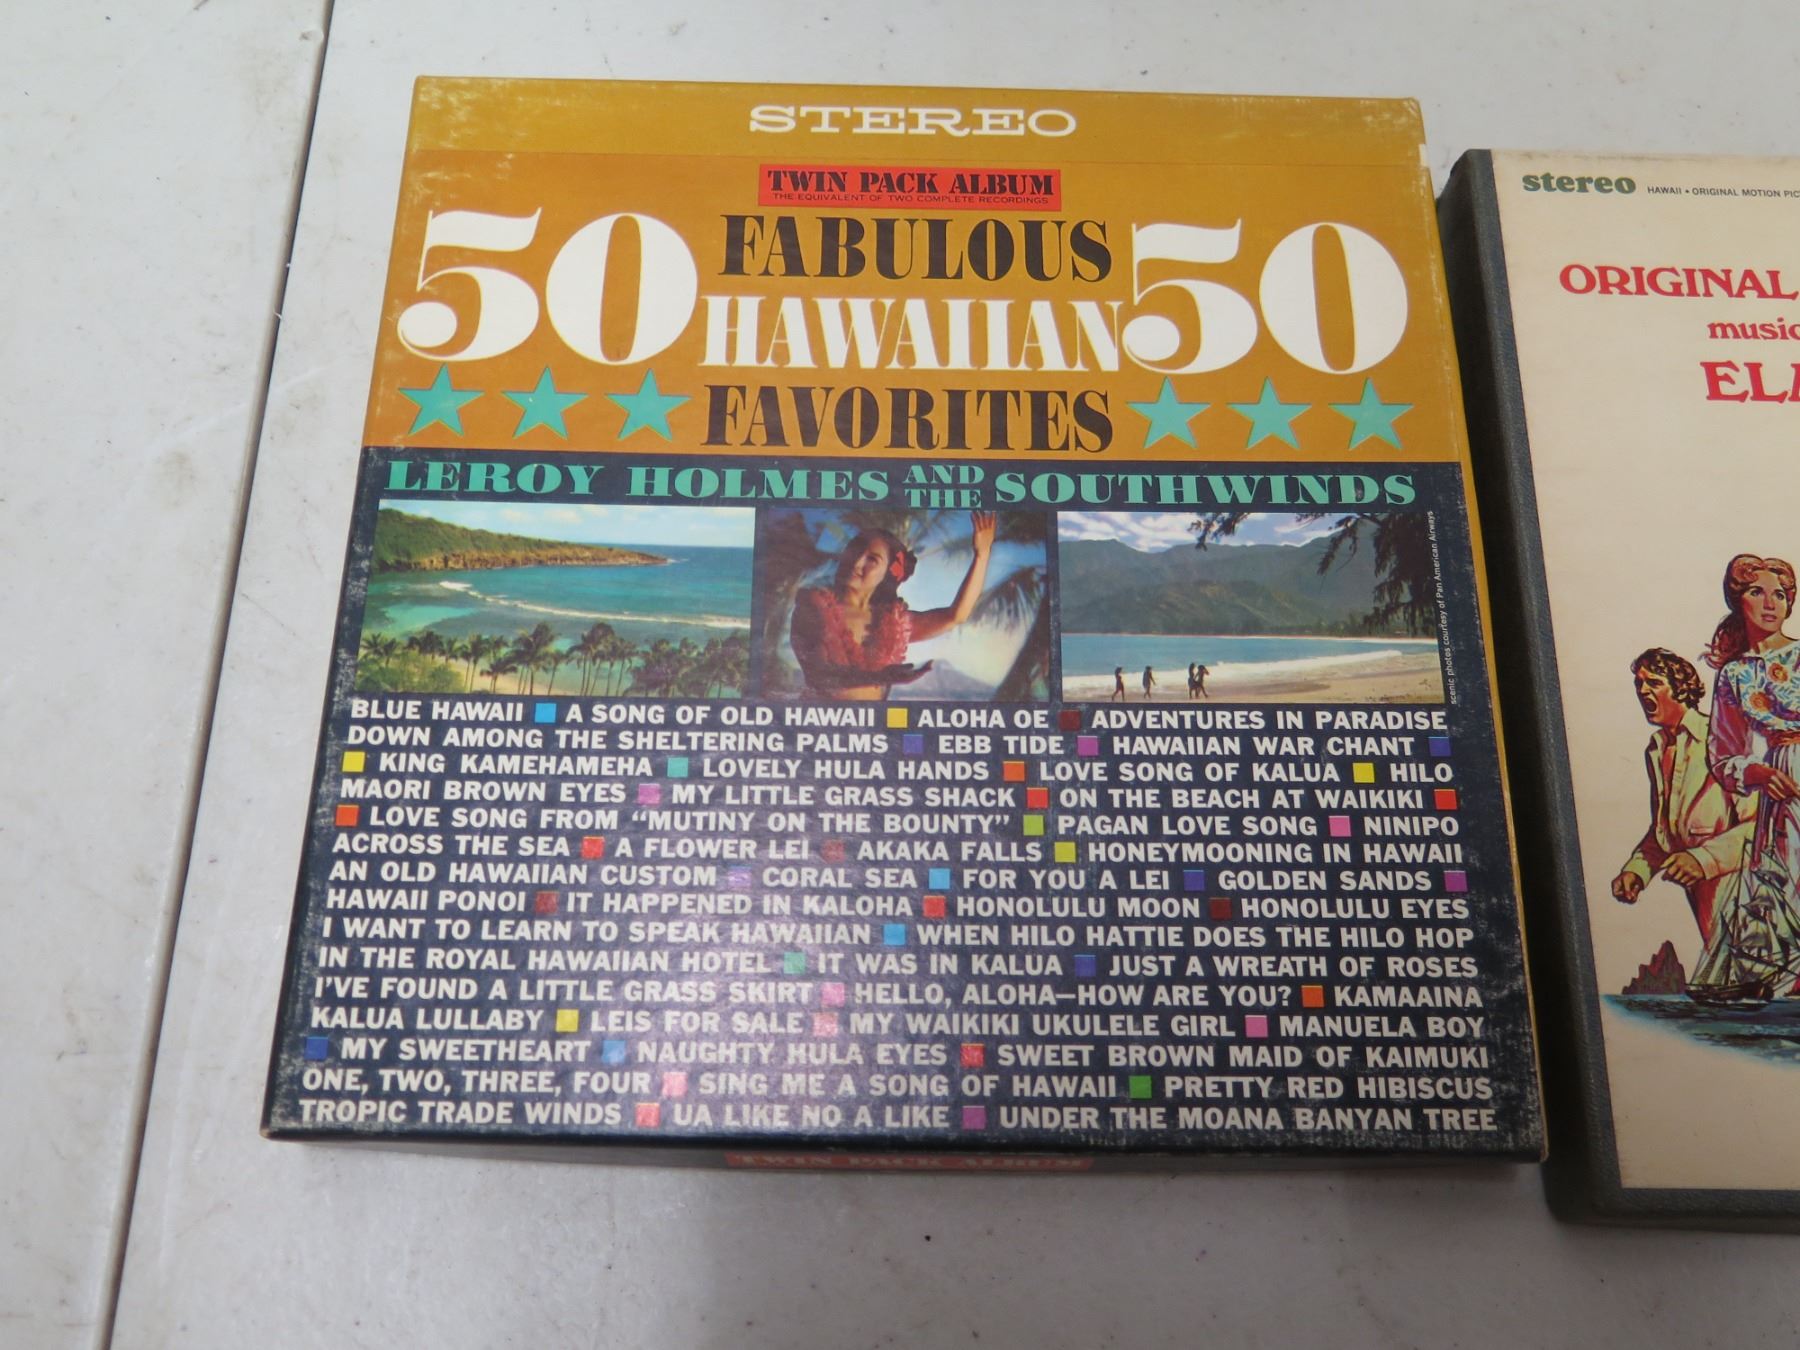 STEREO
TWIN PACK ALBUM
THE EQUIVALENT OF TWO COMPLETE RECORDINGS
50 FABULOUS 50
HAWAIIAN
FAVORITES
LEROY HOLMES AND THE SOUTHWINDS
scenic photos courtesy of Pan American Airways
BLUE HAWAII A SONG OF OLD HAWAII ALOHA OE ADVENTURES IN PARADISE
DOWN AMONG THE SHELTERING PALMS EBB TIDE HAWAIIAN WAR CHANT
KING KAMEHAMEHA LOVELY HULA HANDS LOVE SONG OF KALUA HILO
MAORI BROWN EYES MY LITTLE GRASS SHACK ON THE BEACH AT WAIKIKI
LOVE SONG FROM "MUTINY ON THE BOUNTY" PAGAN LOVE SONG NINIPO
ACROSS THE SEA A FLOWER LEI AKAKA FALLS HONEYMOONING IN HAWAII
AN OLD HAWAIIAN CUSTOM CORAL SEA FOR YOU A LEI GOLDEN SANDS
HAWAII PONOI IT HAPPENED IN KALOHA HONOLULU MOON HONOLULU EYES
I WANT TO LEARN TO SPEAK HAWAIIAN WHEN HILO HATTIE DOES THE HILO HOP
IN THE ROYAL HAWAIIAN HOTEL IT WAS IN KALUA JUST A WREATH OF ROSES
I'VE FOUND A LITTLE GRASS SKIRT HELLO, ALOHA—HOW ARE YOU? KAMAAINA
KALUA LULLABY LEIS FOR SALE MY WAIKIKI UKULELE GIRL MANUELA BOY
MY SWEETHEART NAUGHTY HULA EYES SWEET BROWN MAID OF KAIMUKI
ONE, TWO, THREE, FOUR SING ME A SONG OF HAWAII PRETTY RED HIBISCUS
TROPIC TRADE WINDS UA LIKE NO A LIKE UNDER THE MOANA BANYAN TREE
TWIN PACK ALBUM
stereo HAWAII • ORIGINAL MOTION
ORIGINAL
music